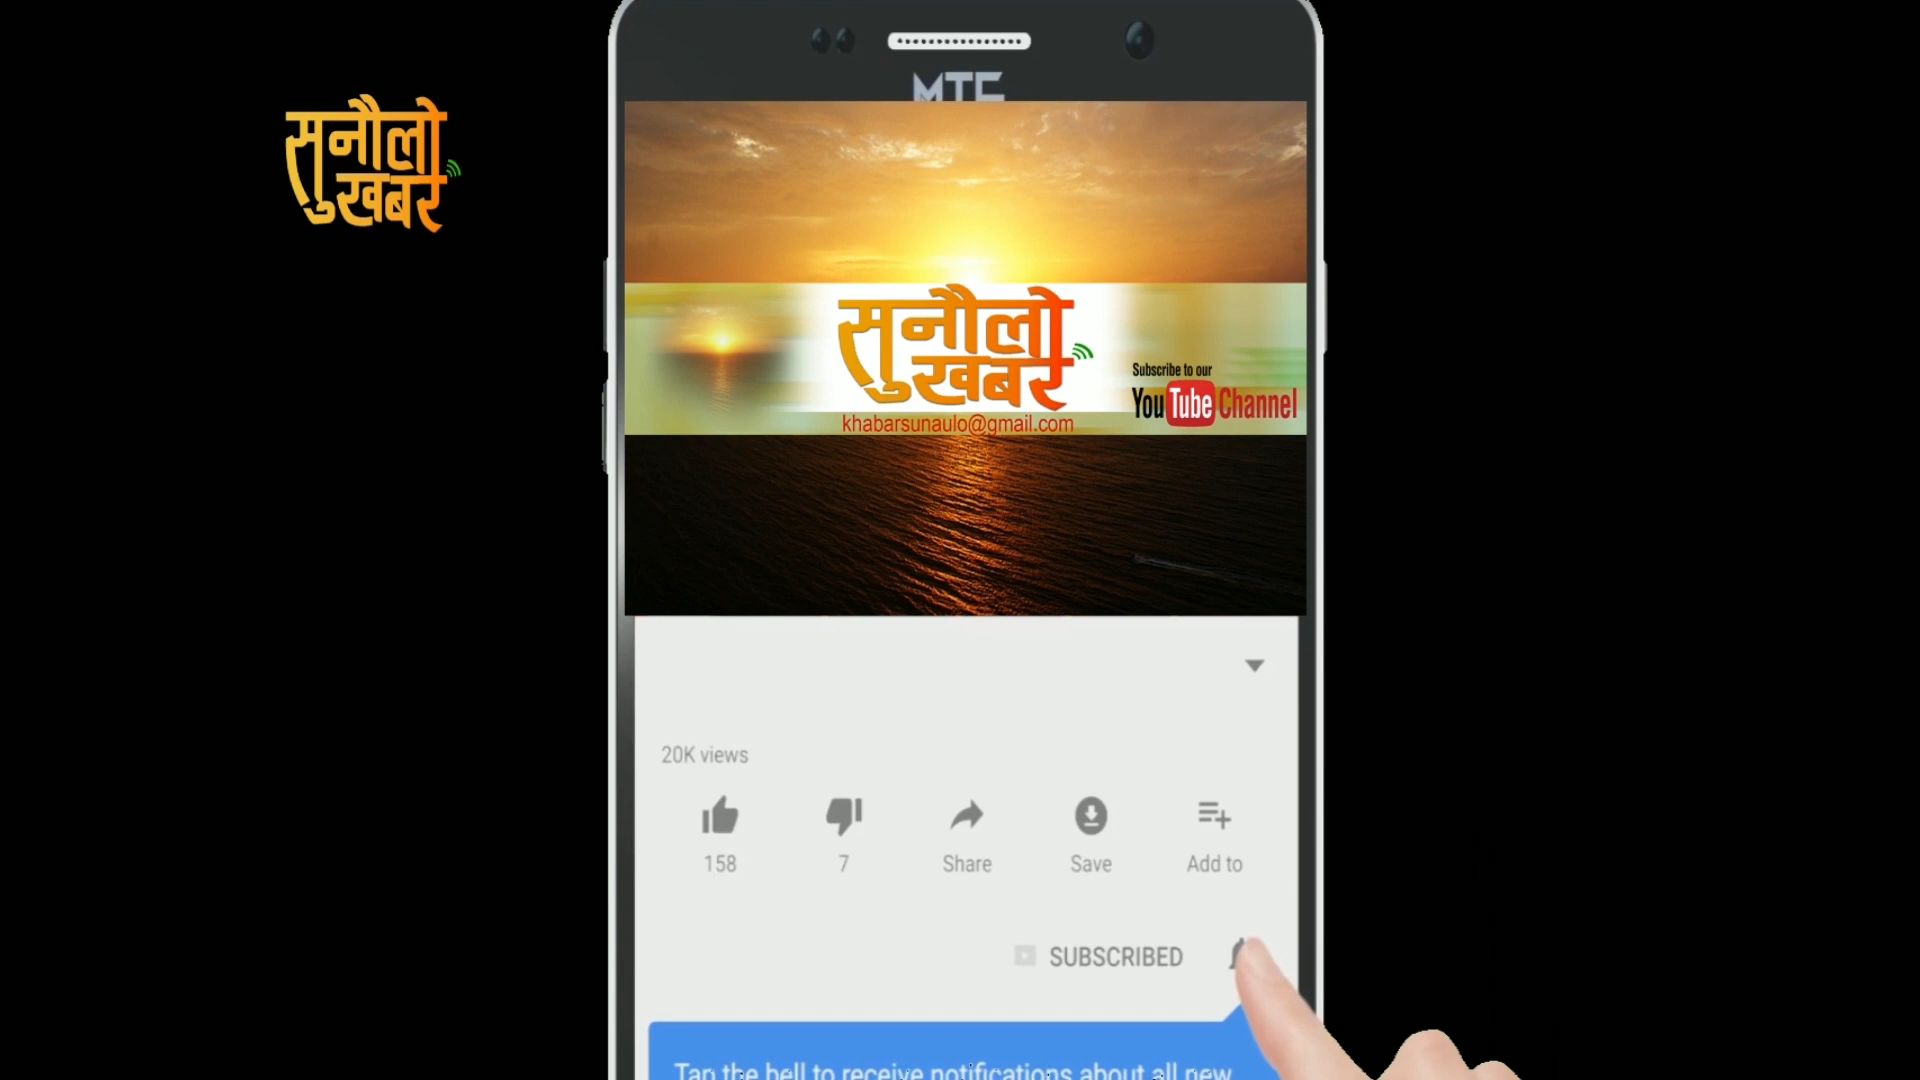 सुनौलो
खबर
MTC
सुनौलो
खबर
khabarsunaulo@gmail.com
Subscribe to our
YouTube Channel
20K views
158
7
Share
Save
Add to
SUBSCRIBED
Tap the bell to receive notifications about all new